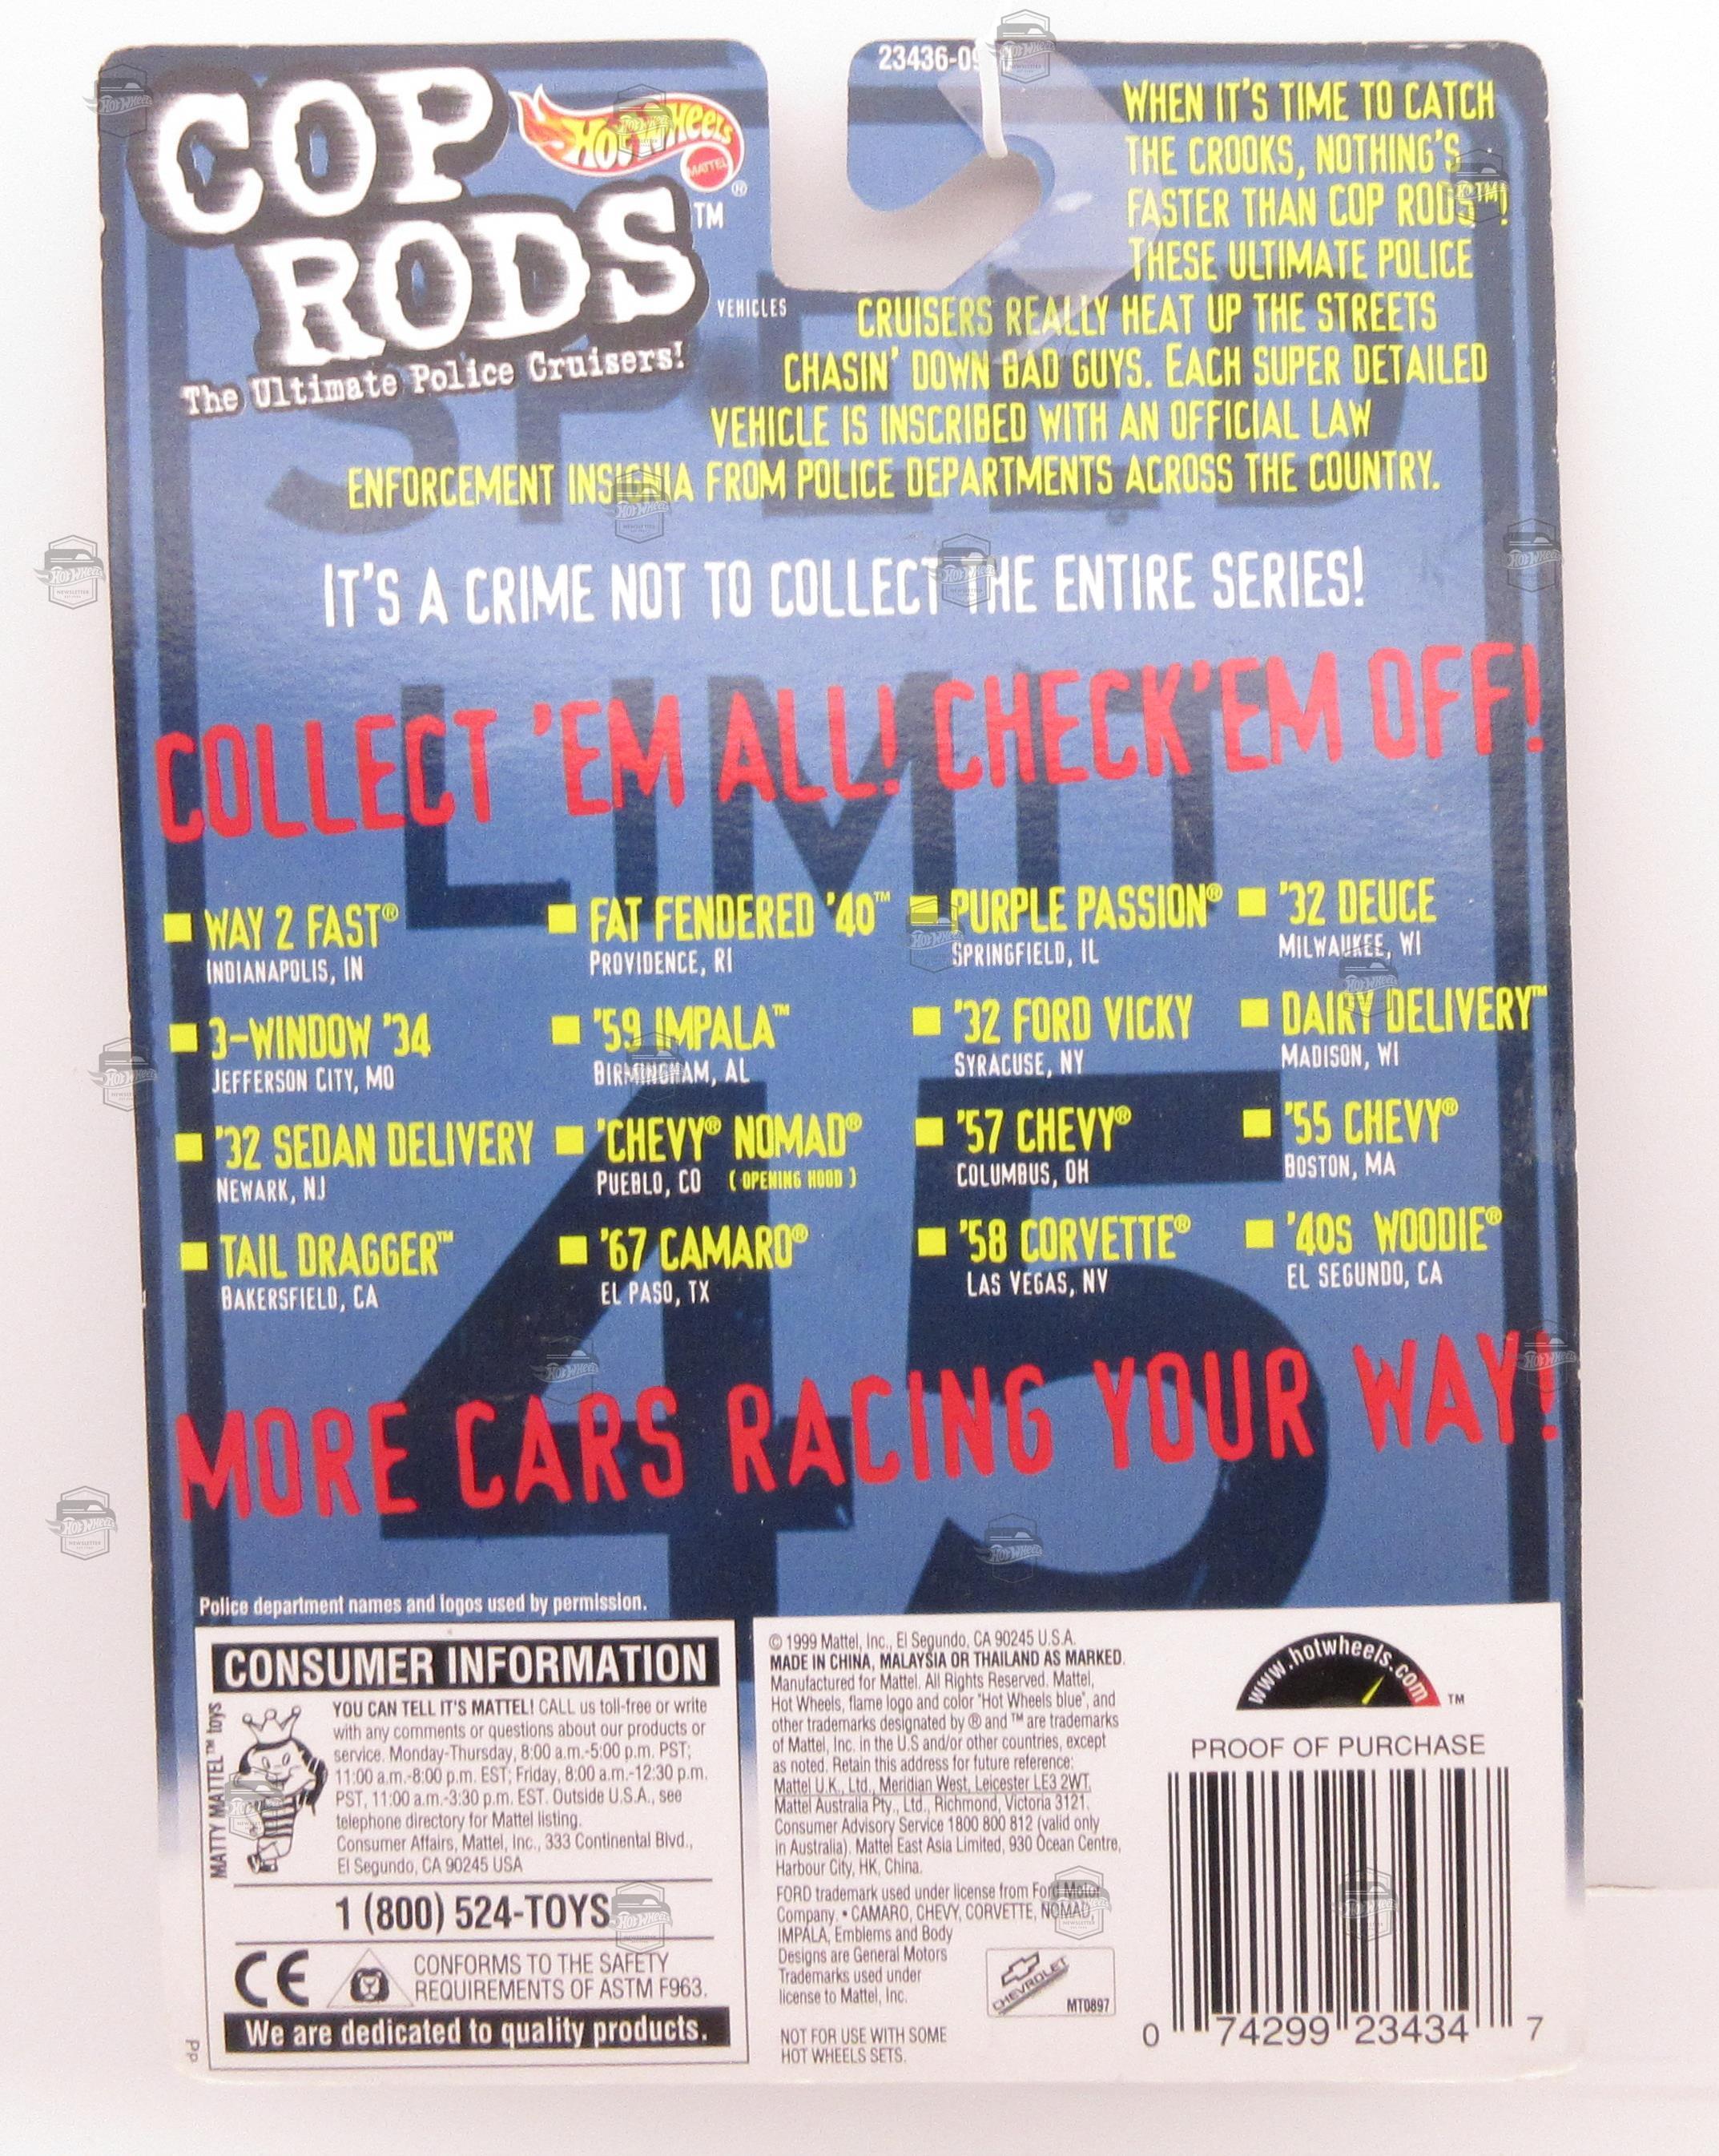 COP
RODS
™
VEHICLES
The Ultimate Police Cruisers!
HOT WHEELS
MATTEL
®
WHEN IT'S TIME TO CATCH
THE CROOKS, NOTHING'S
FASTER THAN COP RODS™!
THESE ULTIMATE POLICE
CRUISERS REALLY HEAT UP THE STREETS
CHASIN' DOWN BAD GUYS. EACH SUPER DETAILED
VEHICLE IS INSCRIBED WITH AN OFFICIAL LAW
ENFORCEMENT INSIGNIA FROM POLICE DEPARTMENTS ACROSS THE COUNTRY.
SPEED
IT'S A CRIME NOT TO COLLECT THE ENTIRE SERIES!
COLLECT 'EM ALL! CHECK'EM OFF!
LIMIT
WAY 2 FAST®
INDIANAPOLIS, IN
FAT FENDERED '40™
PROVIDENCE, RI
PURPLE PASSION®
SPRINGFIELD, IL
'32 DEUCE
MILWAUKEE, WI
3-WINDOW '34
JEFFERSON CITY, MO
'59 IMPALA™
BIRMINGHAM, AL
'32 FORD VICKY
SYRACUSE, NY
DAIRY DELIVERY™
MADISON, WI
'32 SEDAN DELIVERY
NEWARK, NJ
'CHEVY® NOMAD®
PUEBLO, CO (OPENING HOOD)
'57 CHEVY®
COLUMBUS, OH
'55 CHEVY®
BOSTON, MA
TAIL DRAGGER™
BAKERSFIELD, CA
'67 CAMARO®
EL PASO, TX
'58 CORVETTE®
LAS VEGAS, NV
'40S WOODIE®
EL SEGUNDO, CA
45
MORE CARS RACING YOUR WAY!
Police department names and logos used by permission.
CONSUMER INFORMATION
MATTY MATTEL™ toys
YOU CAN TELL IT'S MATTEL! CALL us toll-free or write
with any comments or questions about our products or
service. Monday-Thursday, 8:00 a.m.-5:00 p.m. PST;
11:00 a.m.-8:00 p.m. EST; Friday, 8:00 a.m.-12:30 p.m.
PST, 11:00 a.m.-3:30 p.m. EST. Outside U.S.A., see
telephone directory for Mattel listing.
Consumer Affairs, Mattel, Inc., 333 Continental Blvd.,
El Segundo, CA 90245 USA
1 (800) 524-TOYS
CE
CONFORMS TO THE SAFETY
REQUIREMENTS OF ASTM F963.
We are dedicated to quality products.
Pp
© 1999 Mattel, Inc., El Segundo, CA 90245 U.S.A.
MADE IN CHINA, MALAYSIA OR THAILAND AS MARKED.
Manufactured for Mattel. All Rights Reserved. Mattel,
Hot Wheels, flame logo and color "Hot Wheels blue", and
other trademarks designated by ® and ™ are trademarks
of Mattel, Inc. in the U.S and/or other countries, except
as noted. Retain this address for future reference:
Mattel U.K., Ltd., Meridian West, Leicester LE3 2WT.
Mattel Australia Pty., Ltd., Richmond, Victoria 3121.
Consumer Advisory Service 1800 800 812 (valid only
in Australia). Mattel East Asia Limited, 930 Ocean Centre,
Harbour City, HK, China.
FORD trademark used under license from Ford Motor
Company. • CAMARO, CHEVY, CORVETTE, NOMAD,
IMPALA, Emblems and Body
Designs are General Motors
Trademarks used under
license to Mattel, Inc.
CHEVROLET
MT0897
NOT FOR USE WITH SOME
HOT WHEELS SETS.
www.hotwheels.com
™
PROOF OF PURCHASE
0 74299 23434 7